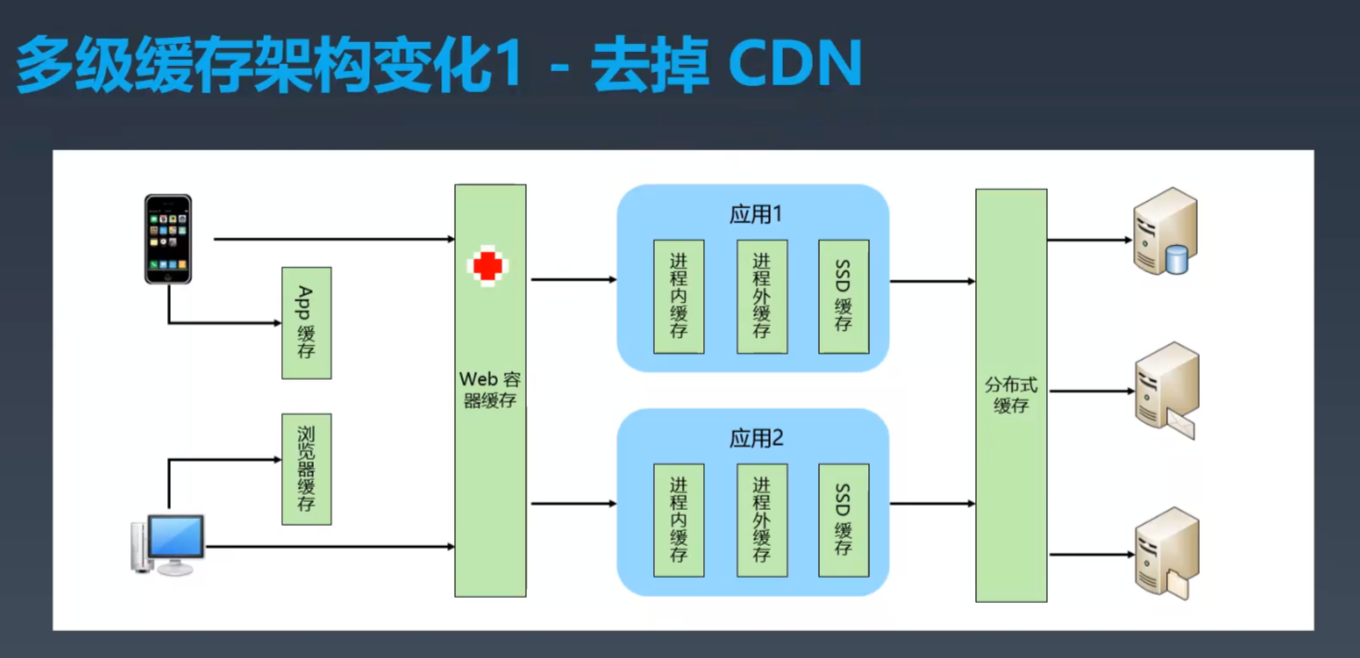 多级缓存架构变化1 - 去掉 CDN
App 缓存
浏览器缓存
Web 容
器缓存
应用1
进程内缓存
进程外缓存
SSD 缓存
应用2
进程内缓存
进程外缓存
SSD 缓存
分布式
缓存